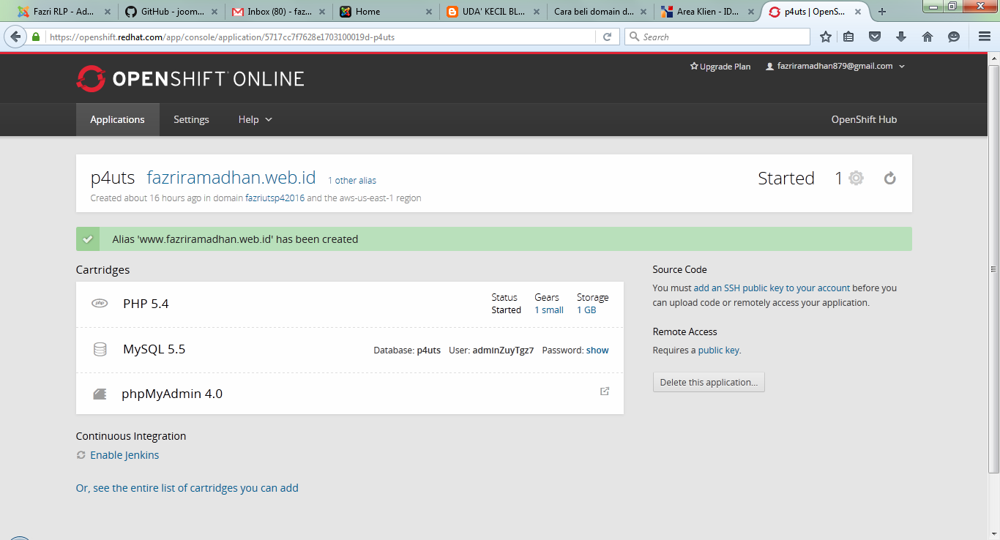 Fazri RLP - Ad...
GitHub - joom...
Inbox (80) - faz...
Home
UDA' KECIL BL...
Cara beli domain d...
Area Klien - ID...
p4uts | OpenS...
https://openshift.redhat.com/app/console/application/5717cc7f7628e1703100019d-p4uts
Search
OPENSHIFT ONLINE
Upgrade Plan
fazriramadhan879@gmail.com
Applications
Settings
Help
OpenShift Hub
p4uts fazriramadhan.web.id 1 other alias
Started 1
Created about 16 hours ago in domain fazriutsp42016 and the aws-us-east-1 region
Alias 'www.fazriramadhan.web.id' has been created
Cartridges
php
PHP 5.4
Status Gears Storage
Started 1 small 1 GB
MySQL 5.5
Database: p4uts User: adminZuyTgz7 Password: show
phpMyAdmin 4.0
Continuous Integration
Enable Jenkins
Or, see the entire list of cartridges you can add
Source Code
You must add an SSH public key to your account before you
can upload code or remotely access your application.
Remote Access
Requires a public key.
Delete this application...